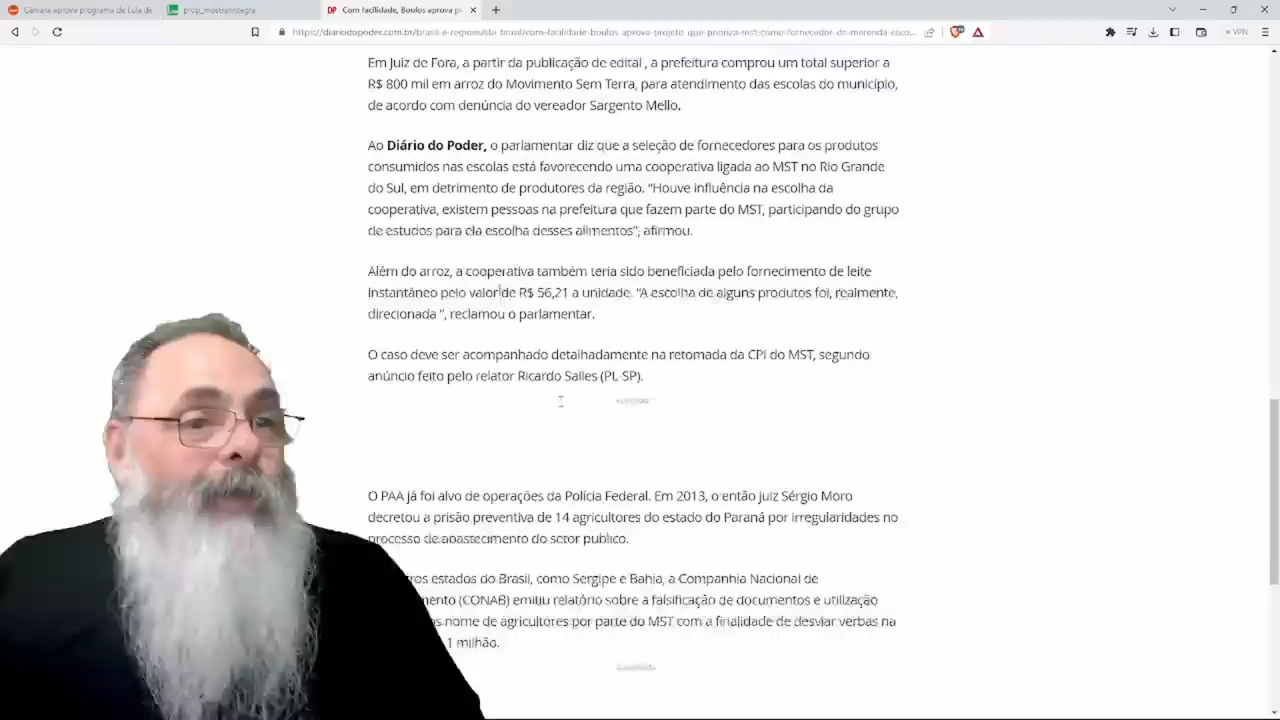 Câmara aprova programa de Lula de
prop_mostrarintegra
DP Com facilidade, Boulos aprova pr
https://diariodopoder.com.br/brasil-e-regioes/sta_brasil/com-facilidade-boulos-aprova-projeto-que-prioriza-mst-como-fornecedor-de-merenda-esco...
VPN
Em Juiz de Fora, a partir da publicação de edital , a prefeitura comprou um total superior a
R$ 800 mil em arroz do Movimento Sem Terra, para atendimento das escolas do município,
de acordo com denúncia do vereador Sargento Mello.
Ao Diário do Poder, o parlamentar diz que a seleção de fornecedores para os produtos
consumidos nas escolas está favorecendo uma cooperativa ligada ao MST no Rio Grande
do Sul, em detrimento de produtores da região. “Houve influência na escolha da
cooperativa, existem pessoas na prefeitura que fazem parte do MST, participando do grupo
de estudos para ela escolha desses alimentos”, afirmou.
Além do arroz, a cooperativa também teria sido beneficiada pelo fornecimento de leite
instantâneo pelo valor de R$ 56,21 a unidade. “A escolha de alguns produtos foi, realmente,
direcionada ”, reclamou o parlamentar.
O caso deve ser acompanhado detalhadamente na retomada da CPI do MST, segundo
anúncio feito pelo relator Ricardo Salles (PL-SP).
O PAA já foi alvo de operações da Polícia Federal. Em 2013, o então juiz Sérgio Moro
decretou a prisão preventiva de 14 agricultores do estado do Paraná por irregularidades no
processo de abastecimento do setor público.
ros estados do Brasil, como Sergipe e Bahia, a Companhia Nacional de
mento (CONAB) emitiu relatório sobre a falsificação de documentos e utilização
os nome de agricultores por parte do MST com a finalidade de desviar verbas na
1 milhão.